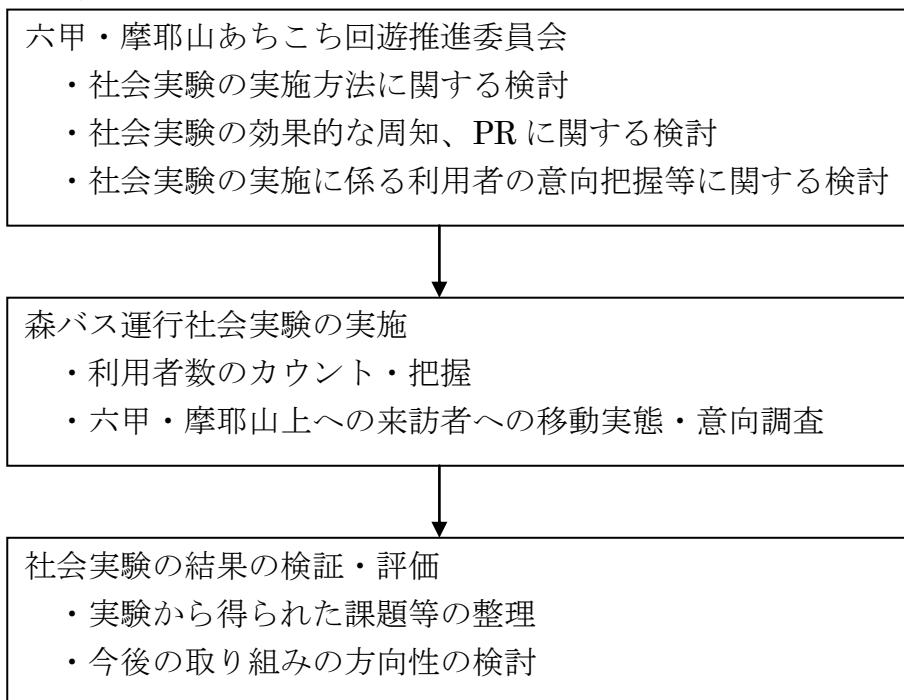 六甲・摩耶山あちこち回遊推進委員会
・社会実験の実施方法に関する検討
・社会実験の効果的な周知、PRに関する検討
・社会実験の実施に係る利用者の意向把握等に関する検討
森バス運行社会実験の実施
・利用者数のカウント・把握
・六甲・摩耶山上への来訪者への移動実態・意向調査
社会実験の結果の検証・評価
・実験から得られた課題等の整理
・今後の取り組みの方向性の検討